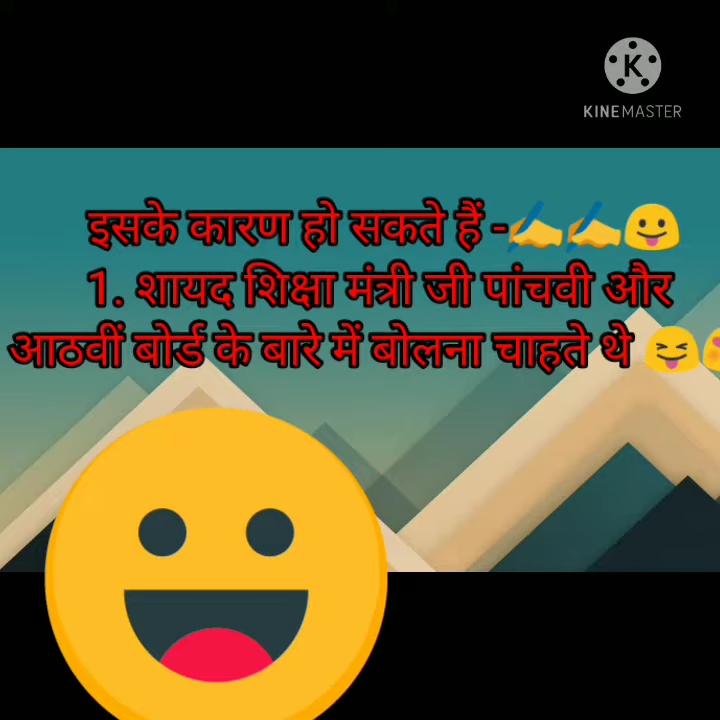 KINEMASTER
इसके कारण हो सकते हैं -✍✍😛
1. शायद शिक्षा मंत्री जी पांचवी और
आठवीं बोर्ड के बारे में बोलना चाहते थे 😝